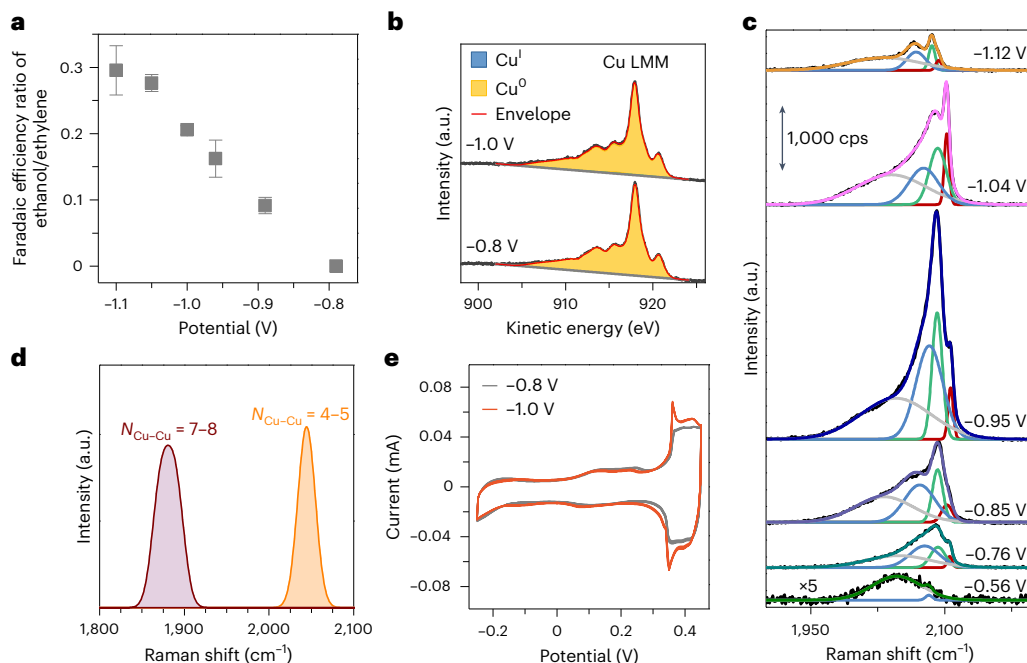 a
Faradaic efficiency ratio of
ethanol/ethylene
0.3
0.2
0.1
0
–1.1
–1.0
–0.9
–0.8
Potential (V)
b
Cu^I
Cu^0
Envelope
Cu LMM
–1.0 V
–0.8 V
Intensity (a.u.)
900
910
920
Kinetic energy (eV)
c
–1.12 V
1,000 cps
–1.04 V
–0.95 V
–0.85 V
–0.76 V
×5
–0.56 V
Intensity (a.u.)
1,950
2,100
Raman shift (cm⁻¹)
d
N_Cu–Cu = 7–8
N_Cu–Cu = 4–5
Intensity (a.u.)
1,800
1,900
2,000
2,100
Raman shift (cm⁻¹)
e
–0.8 V
–1.0 V
Current (mA)
0.08
0.04
0
–0.04
–0.08
–0.2
0
0.2
0.4
Potential (V)